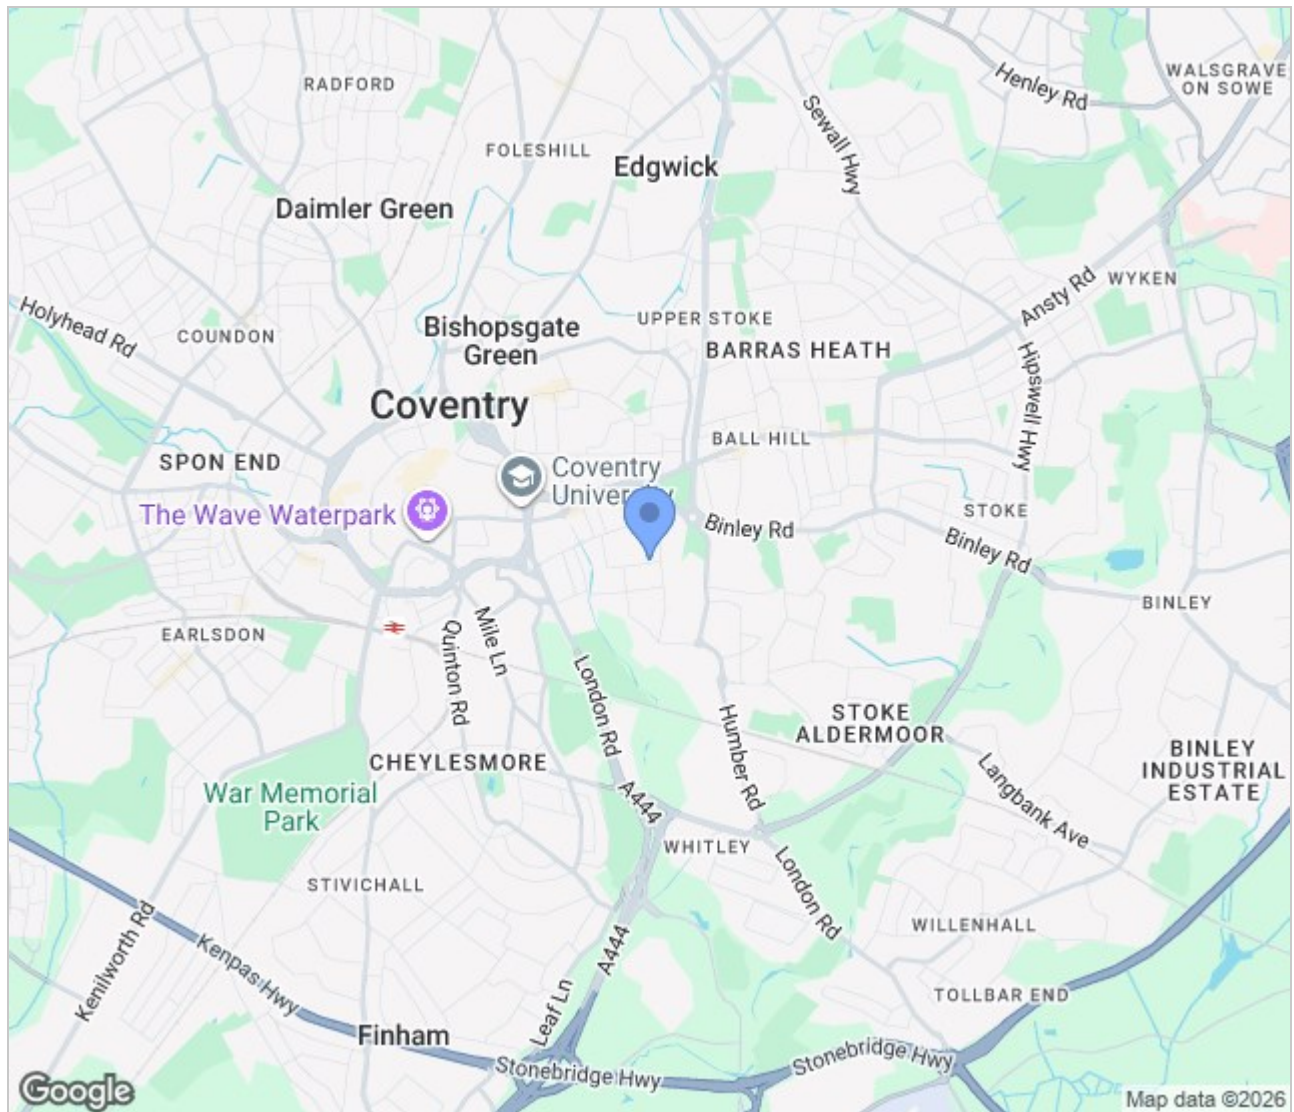 RADFORD
Henley Rd
WALSGRAVE
ON SOWE
Sewall Hwy
FOLESHILL
Edgwick
Daimler Green
WYKEN
Ansty Rd
Holyhead Rd
COUNDON
Bishopsgate
Green
UPPER STOKE
BARRAS HEATH
Hipswell Hwy
Coventry
BALL HILL
SPON END
Coventry
University
The Wave Waterpark
Binley Rd
STOKE
Binley Rd
BINLEY
EARLSDON
Mile Ln
Quinton Rd
London Rd
Humber Rd
STOKE
ALDERMOOR
CHEYLESMORE
War Memorial
Park
A444
Langbank Ave
BINLEY
INDUSTRIAL
ESTATE
WHITLEY
STIVICHALL
London Rd
WILLENHALL
Kenilworth Rd
Kenpas Hwy
A444
Leaf Ln
TOLLBAR END
Finham
Stonebridge Hwy
Stonebridge Hwy
Google
Map data ©2026